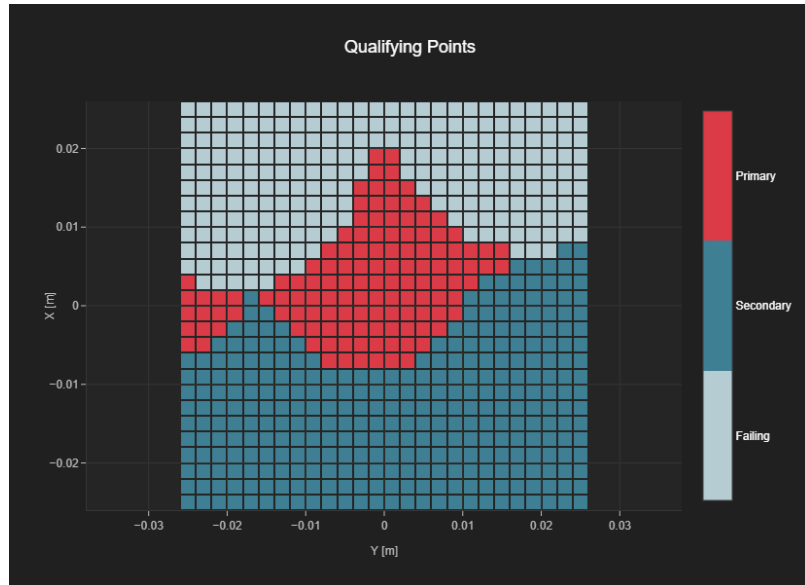 Qualifying Points
0.02
0.01
0
−0.01
−0.02
X [m]
−0.03
−0.02
−0.01
0
0.01
0.02
0.03
Y [m]
Primary
Secondary
Failing